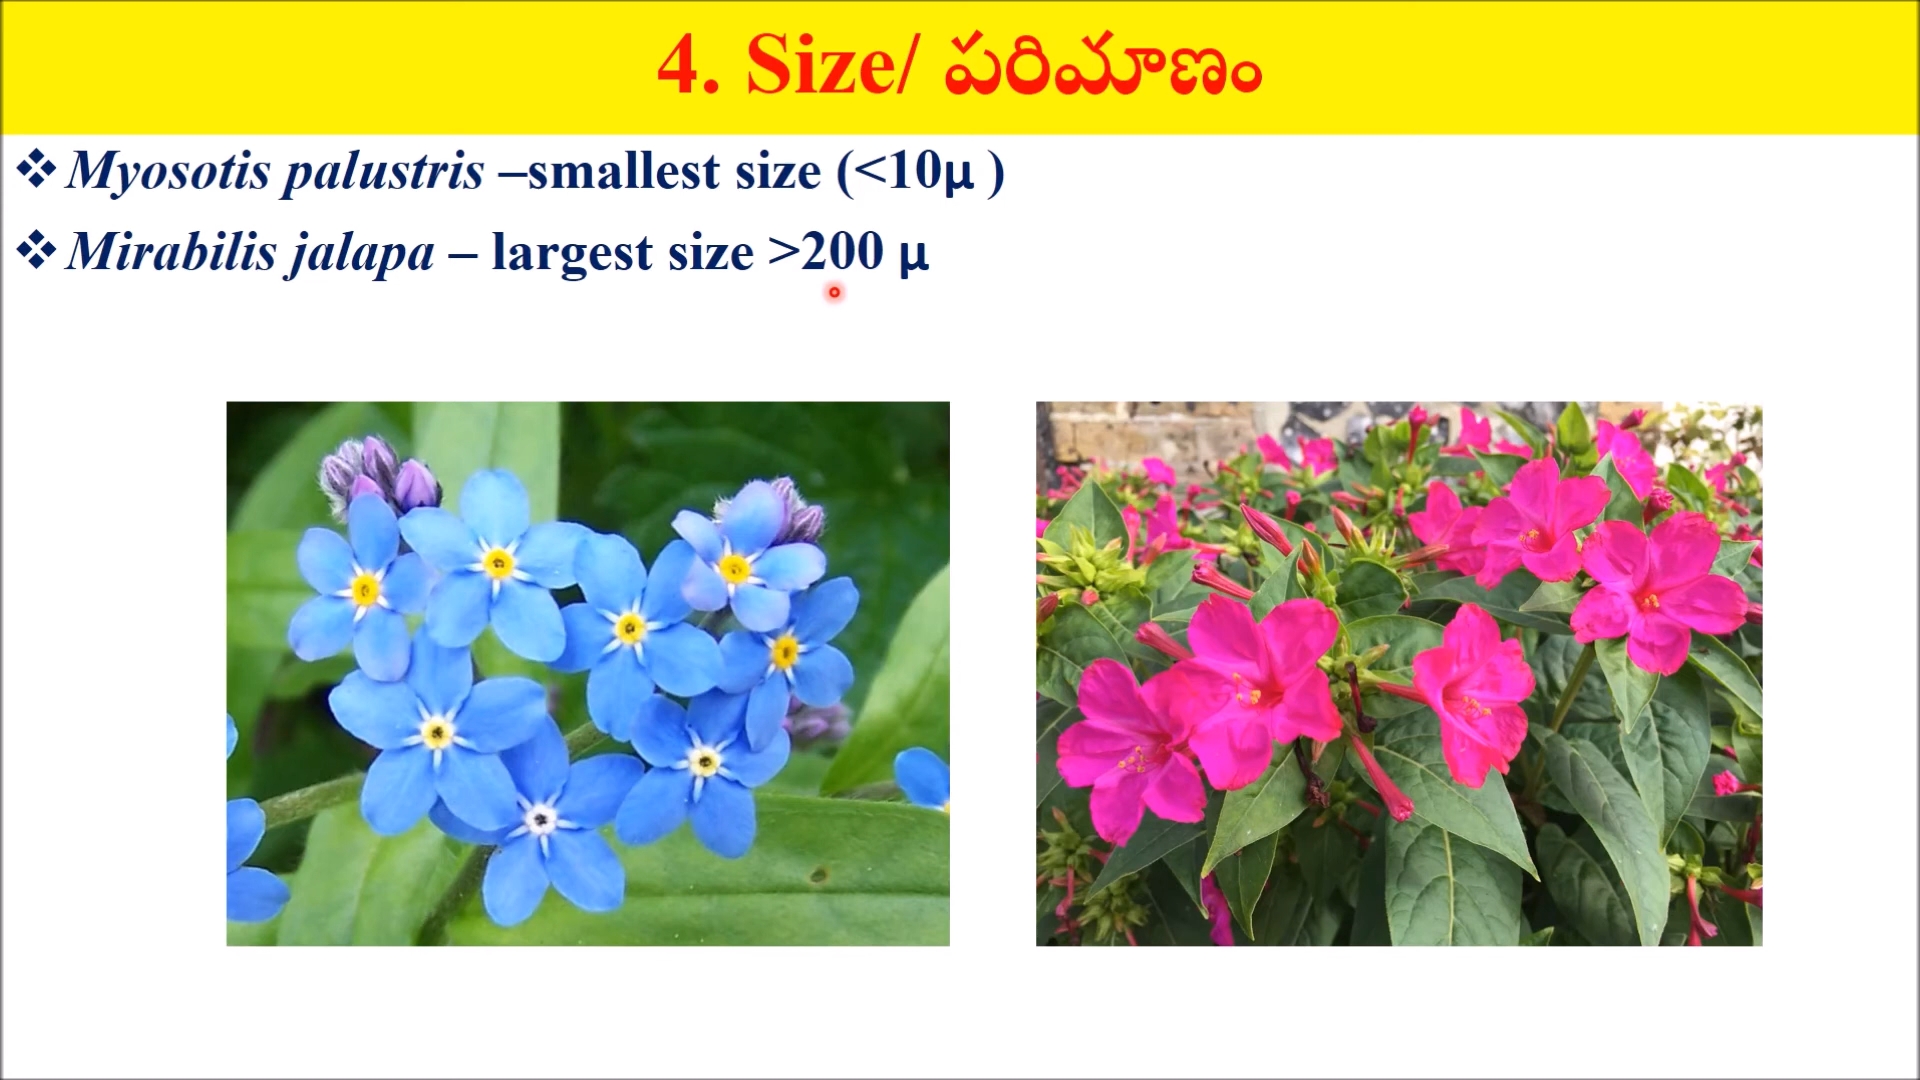 4. Size/ పరిమాణం
❖ Myosotis palustris –smallest size (<10µ )
❖ Mirabilis jalapa – largest size >200 µ